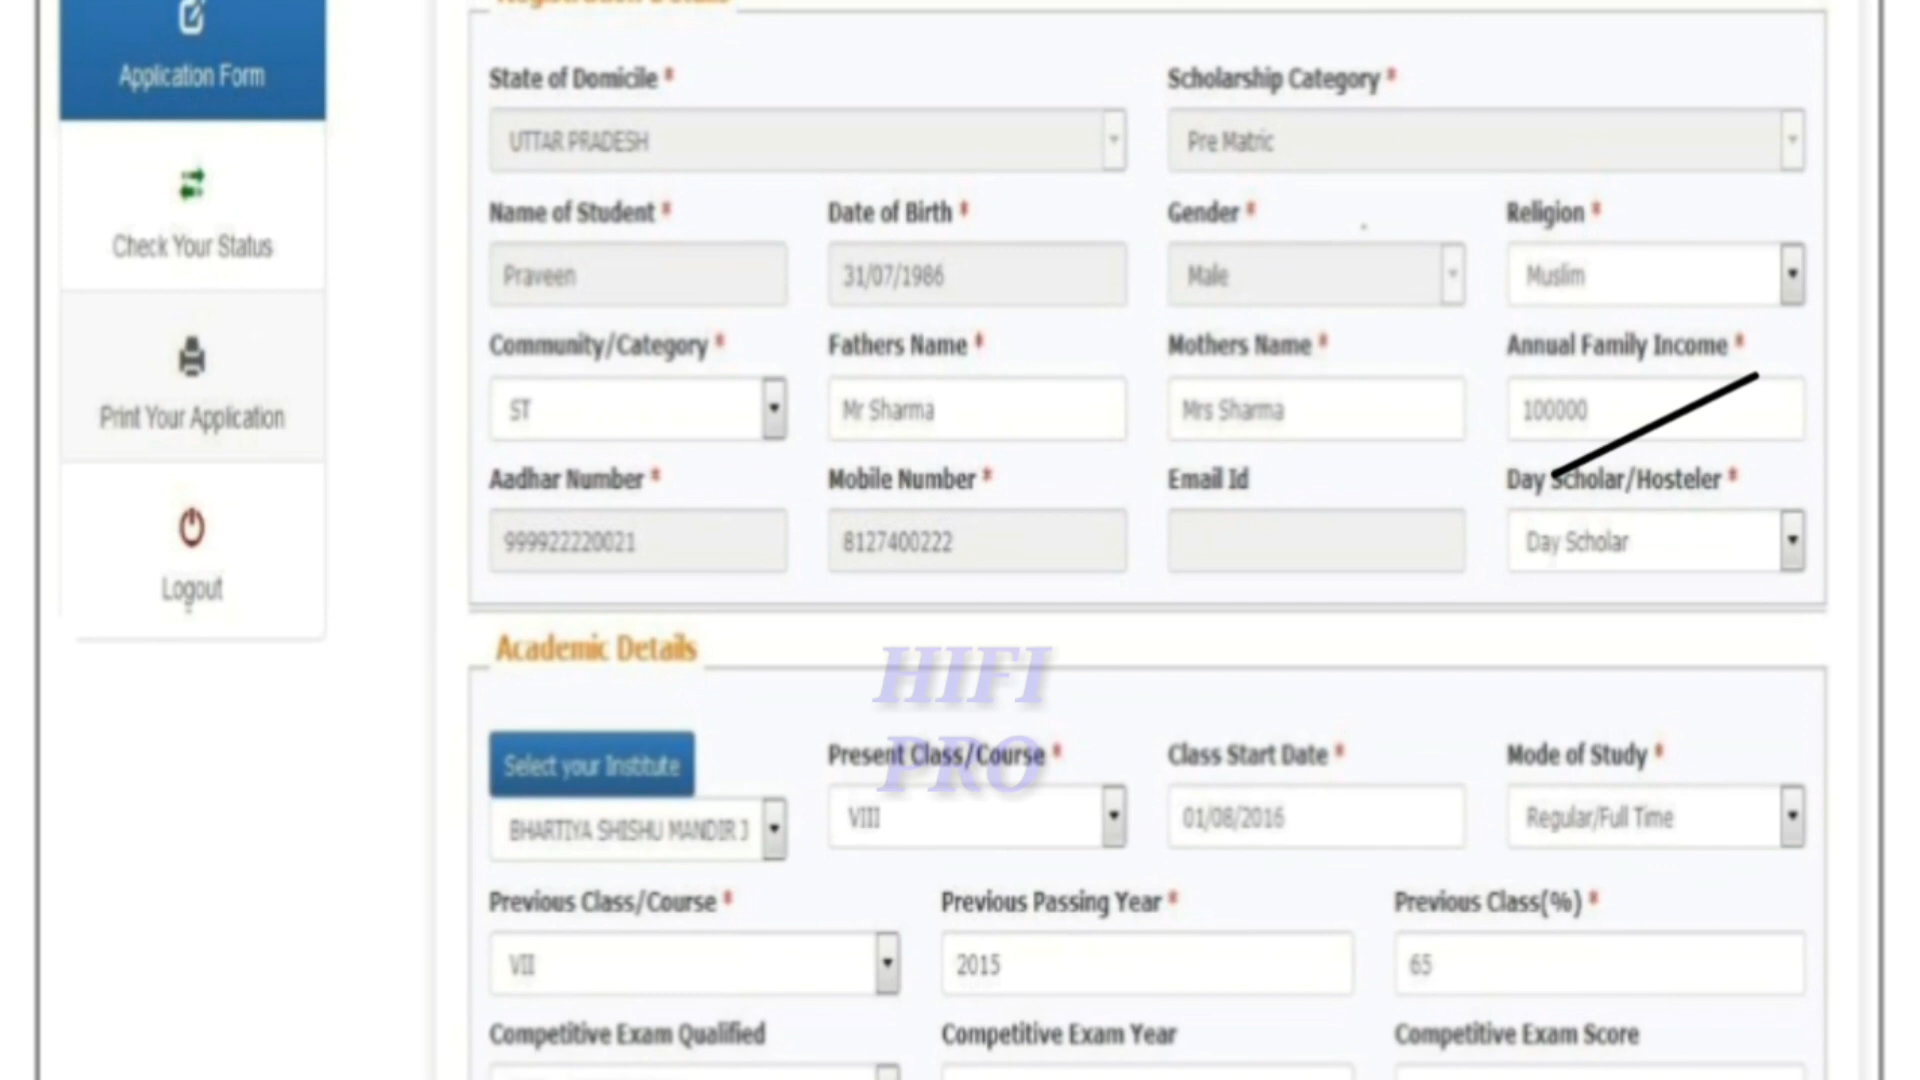 Application Form
Check Your Status
Print Your Application
Logout
Registration Details
State of Domicile * Scholarship Category *
UTTAR PRADESH Pre Matric
Name of Student * Date of Birth * Gender * Religion *
Praveen 31/07/1986 Male Muslim
Community/Category * Fathers Name * Mothers Name * Annual Family Income *
ST Mr Sharma Mrs Sharma 100000
Aadhar Number * Mobile Number * Email Id Day Scholar/Hosteler *
999922220021 8127400222 Day Scholar
Academic Details
HIFI
PRO
Select your Institute Present Class/Course * Class Start Date * Mode of Study *
BHARTIYA SHISHU MANDIR J VIII 01/08/2016 Regular/Full Time
Previous Class/Course * Previous Passing Year * Previous Class(%) *
VII 2015 65
Competitive Exam Qualified Competitive Exam Year Competitive Exam Score